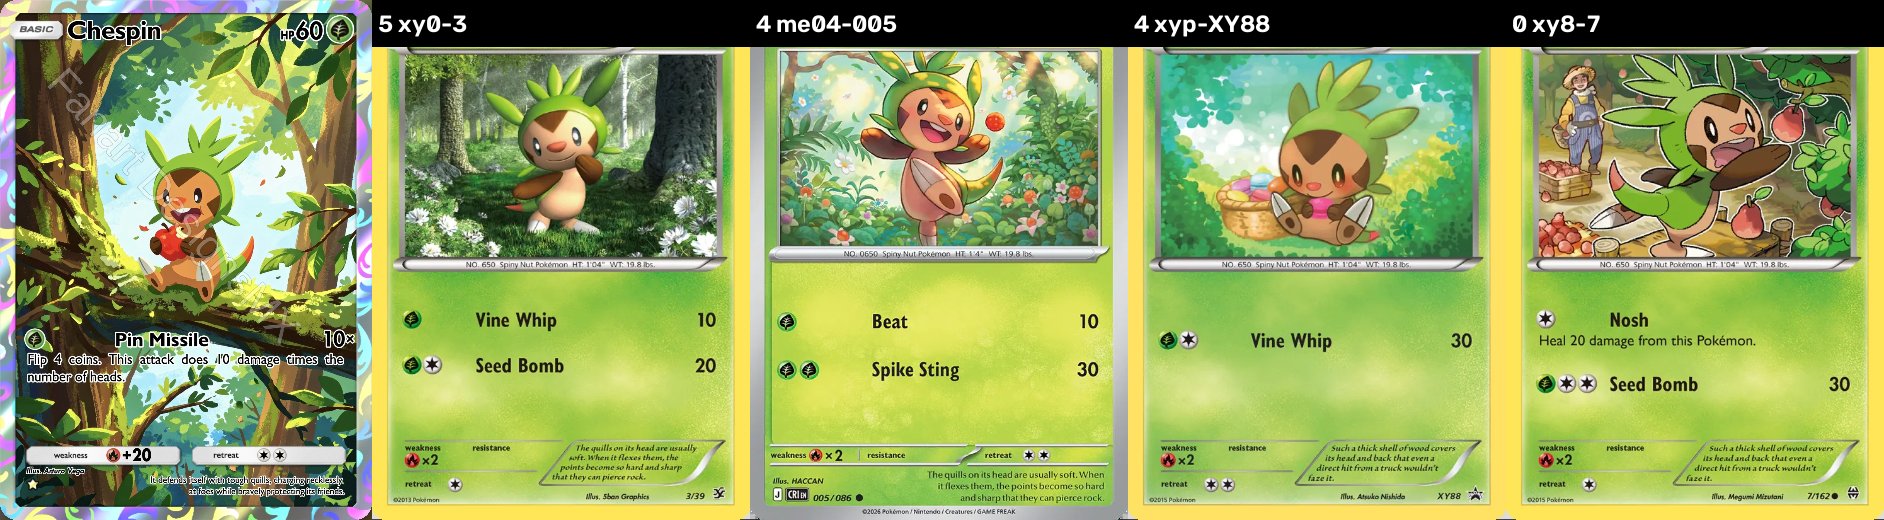 BASIC Chespin HP60
Pin Missile 10x
Flip 4 coins. This attack does 10 damage times the
number of heads.
weakness +20 retreat
Illus. Arturo Vega
It defends itself with tough quills, charging recklessly
at foes while bravely protecting its friends.
5 xy0-3
NO. 650 Spiny Nut Pokémon HT: 1'04" WT: 19.8 lbs.
Vine Whip 10
Seed Bomb 20
weakness resistance
×2
retreat
The quills on its head are usually
soft. When it flexes them, the
points become so hard and sharp
that they can pierce rock.
©2013 Pokémon Illus. 5ban Graphics 3/39
4 me04-005
NO. 0650 Spiny Nut Pokémon HT: 1'4" WT: 19.8 lbs.
Beat 10
Spike Sting 30
weakness ×2 resistance retreat
Illus. HACCAN
J CRI EN 005/086
The quills on its head are usually soft. When
it flexes them, the points become so hard
and sharp that they can pierce rock.
©2026 Pokémon / Nintendo / Creatures / GAME FREAK
4 xyp-XY88
NO. 650 Spiny Nut Pokémon HT: 1'04" WT: 19.8 lbs.
Vine Whip 30
weakness resistance
×2
retreat
Such a thick shell of wood covers
its head and back that even a
direct hit from a truck wouldn't
faze it.
©2015 Pokémon Illus. Atsuko Nishida XY88
0 xy8-7
NO. 650 Spiny Nut Pokémon HT: 1'04" WT: 19.8 lbs.
Nosh
Heal 20 damage from this Pokémon.
Seed Bomb 30
weakness resistance
×2
retreat
Such a thick shell of wood covers
its head and back that even a
direct hit from a truck wouldn't
faze it.
©2015 Pokémon Illus. Megumi Mizutani 7/162